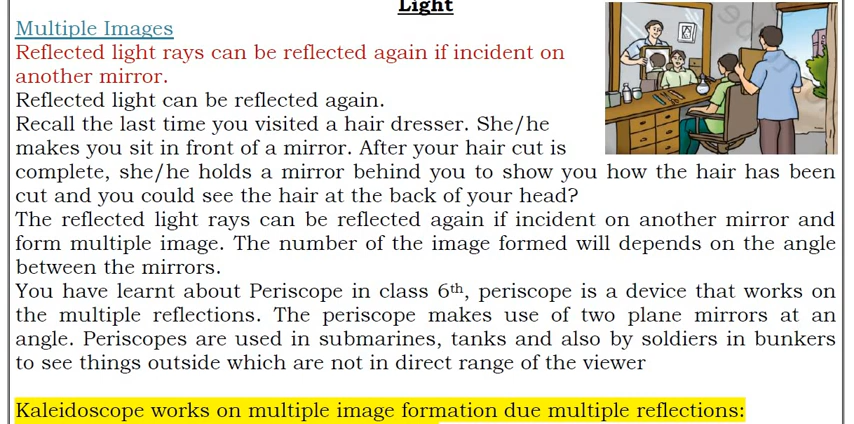 Light
Multiple Images
Reflected light rays can be reflected again if incident on
another mirror.
Reflected light can be reflected again.
Recall the last time you visited a hair dresser. She/he
makes you sit in front of a mirror. After your hair cut is
complete, she/he holds a mirror behind you to show you how the hair has been
cut and you could see the hair at the back of your head?
The reflected light rays can be reflected again if incident on another mirror and
form multiple image. The number of the image formed will depends on the angle
between the mirrors.
You have learnt about Periscope in class 6th, periscope is a device that works on
the multiple reflections. The periscope makes use of two plane mirrors at an
angle. Periscopes are used in submarines, tanks and also by soldiers in bunkers
to see things outside which are not in direct range of the viewer
Kaleidoscope works on multiple image formation due multiple reflections: